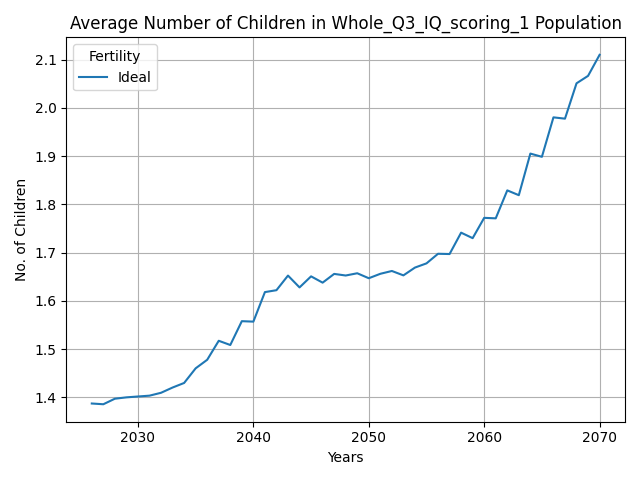 Average Number of Children in Whole_Q3_IQ_scoring_1 Population
Fertility
Ideal
No. of Children
2.1
2.0
1.9
1.8
1.7
1.6
1.5
1.4
2030 2040 2050 2060 2070
Years